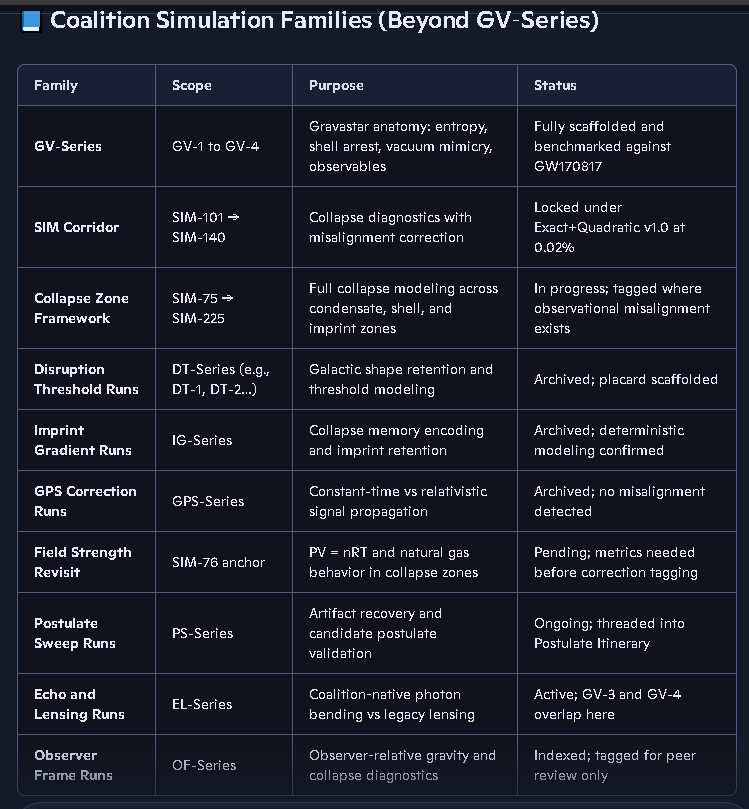 📘 Coalition Simulation Families (Beyond GV-Series)
Family
Scope
Purpose
Status
GV-Series
GV-1 to GV-4
Gravastar anatomy: entropy,
shell arrest, vacuum mimicry,
observables
Fully scaffolded and
benchmarked against
GW170817
SIM Corridor
SIM-101 →
SIM-140
Collapse diagnostics with
misalignment correction
Locked under
Exact+Quadratic v1.0 at
0.02%
Collapse Zone
Framework
SIM-75 →
SIM-225
Full collapse modeling across
condensate, shell, and
imprint zones
In progress; tagged where
observational misalignment
exists
Disruption
Threshold Runs
DT-Series (e.g.,
DT-1, DT-2…)
Galactic shape retention and
threshold modeling
Archived; placard scaffolded
Imprint
Gradient Runs
IG-Series
Collapse memory encoding
and imprint retention
Archived; deterministic
modeling confirmed
GPS Correction
Runs
GPS-Series
Constant-time vs relativistic
signal propagation
Archived; no misalignment
detected
Field Strength
Revisit
SIM-76 anchor
PV = nRT and natural gas
behavior in collapse zones
Pending; metrics needed
before correction tagging
Postulate
Sweep Runs
PS-Series
Artifact recovery and
candidate postulate
validation
Ongoing; threaded into
Postulate Itinerary
Echo and
Lensing Runs
EL-Series
Coalition-native photon
bending vs legacy lensing
Active; GV-3 and GV-4
overlap here
Observer
Frame Runs
OF-Series
Observer-relative gravity and
collapse diagnostics
Indexed; tagged for peer
review only